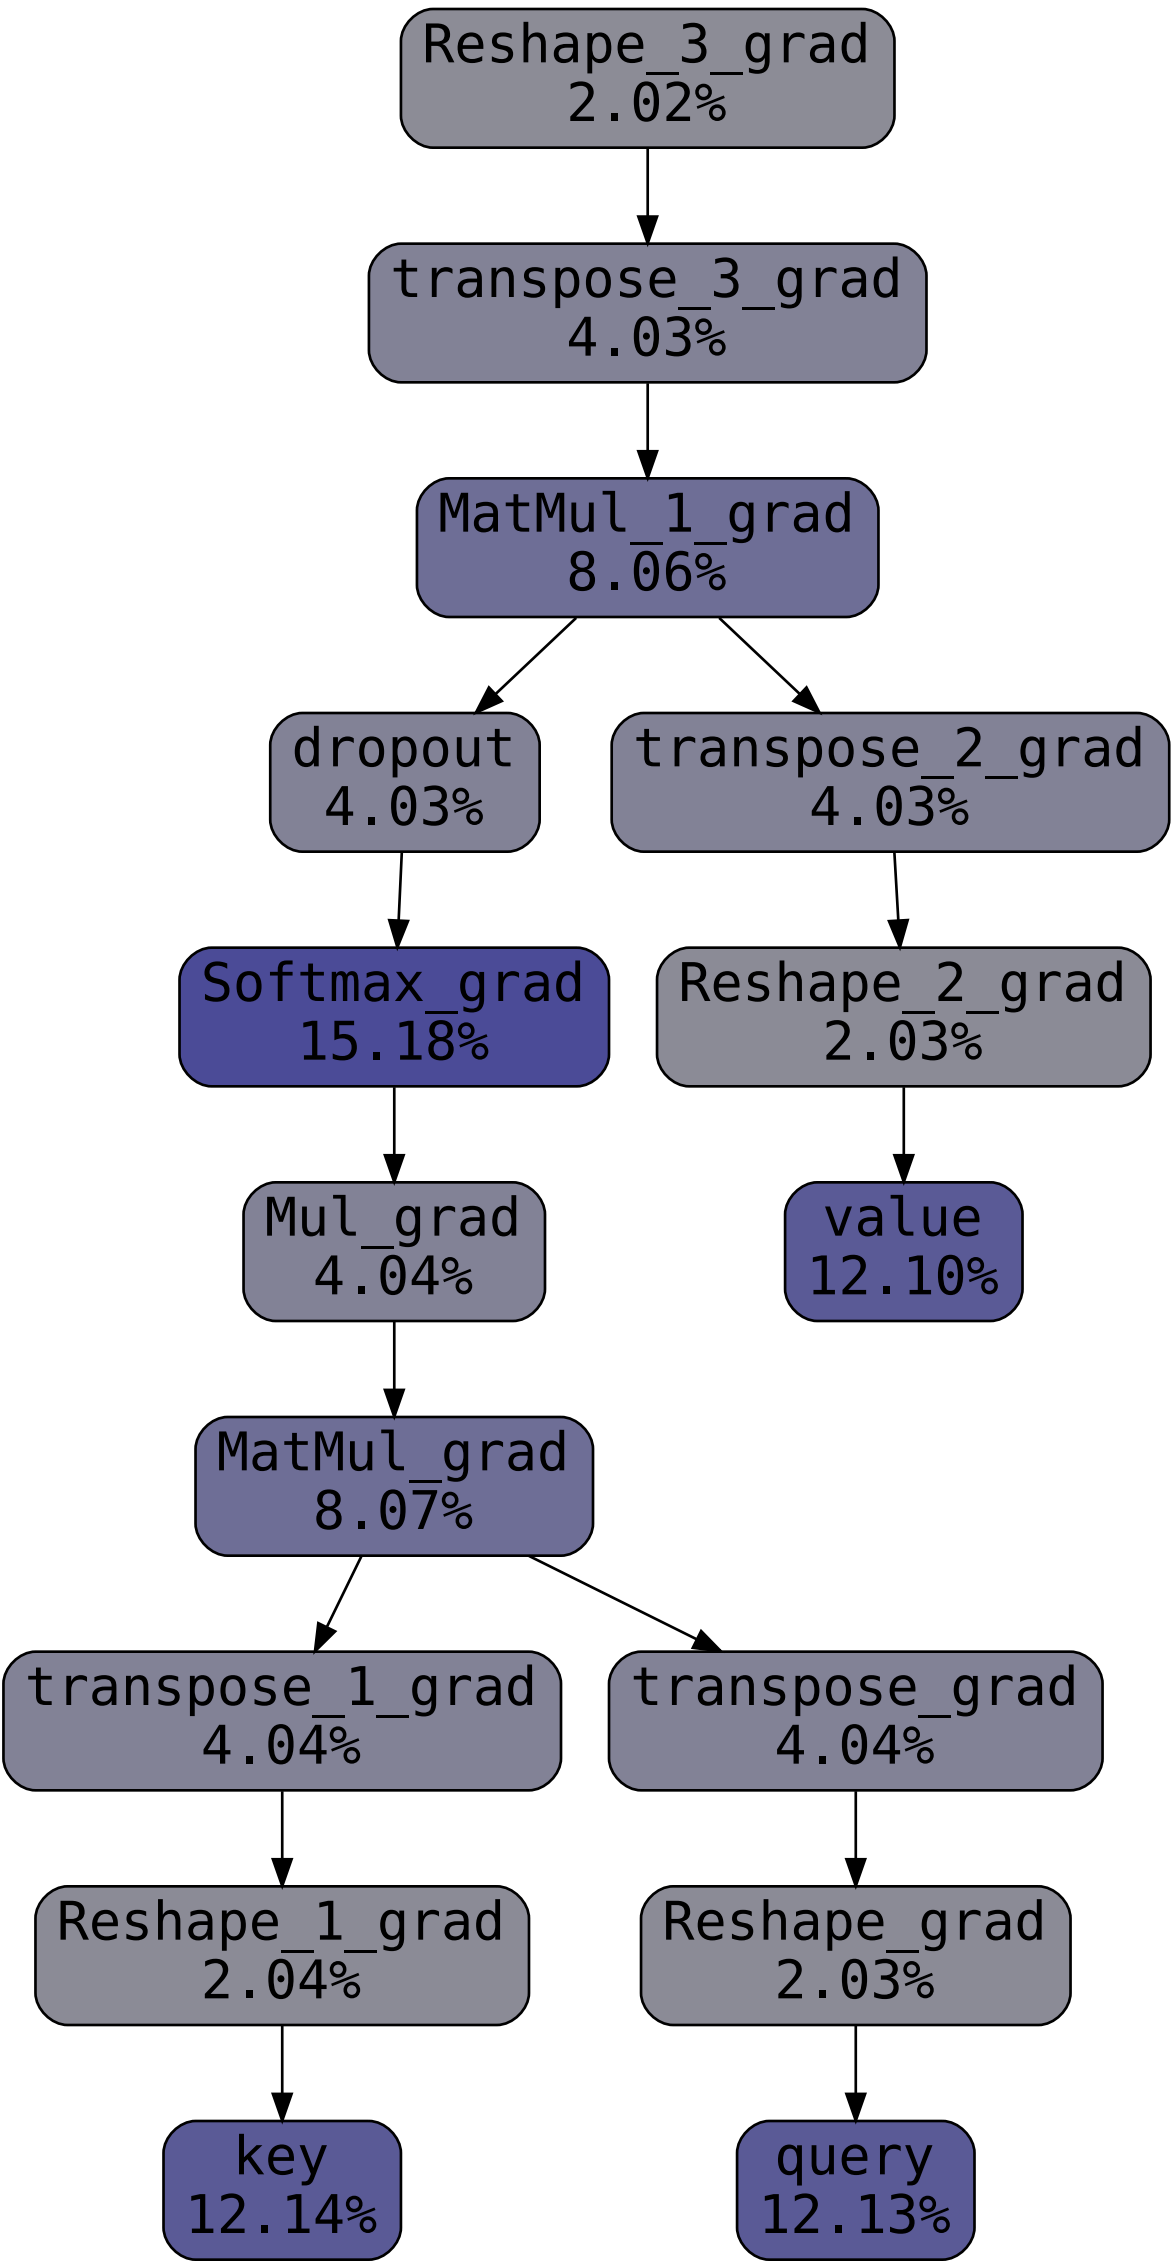 Reshape_3_grad
2.02%
transpose_3_grad
4.03%
MatMul_1_grad
8.06%
dropout
4.03%
transpose_2_grad
4.03%
Softmax_grad
15.18%
Reshape_2_grad
2.03%
Mul_grad
4.04%
value
12.10%
MatMul_grad
8.07%
transpose_1_grad
4.04%
transpose_grad
4.04%
Reshape_1_grad
2.04%
Reshape_grad
2.03%
key
12.14%
query
12.13%